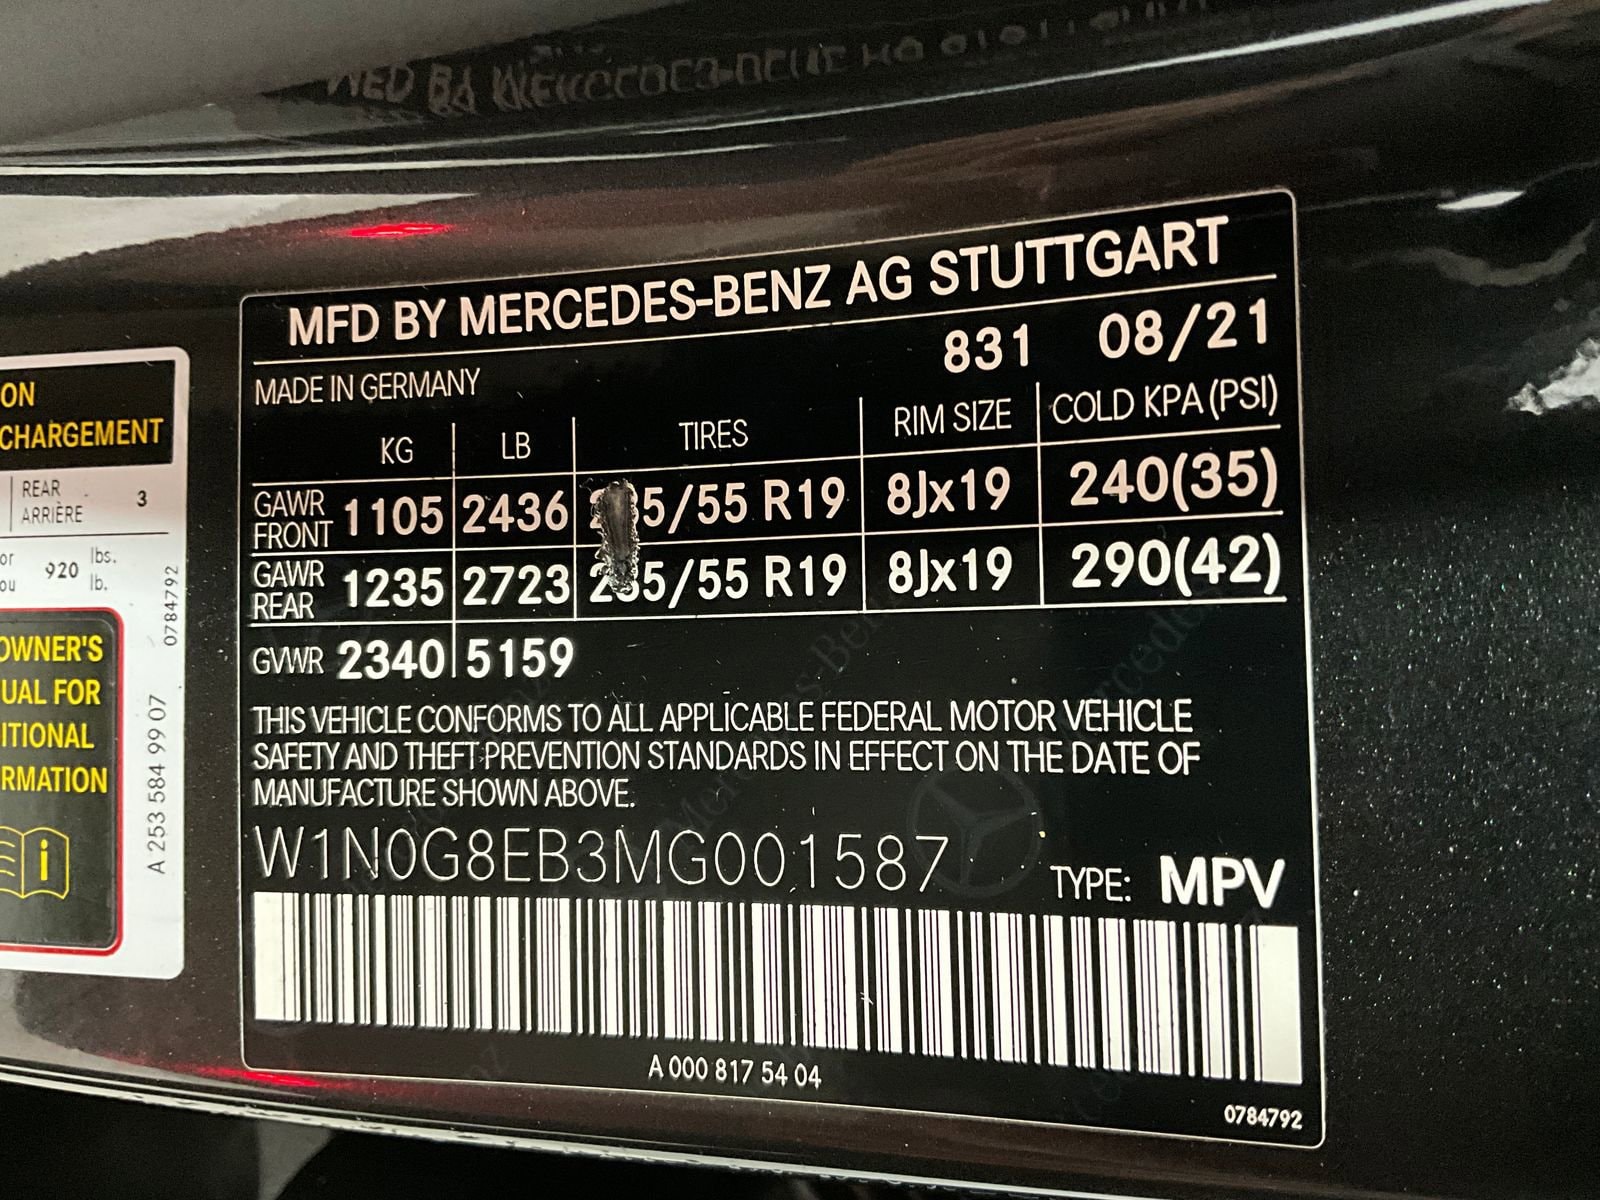 MFD BY MERCEDES-BENZ AG STUTTGART
MADE IN GERMANY 831 08/21
KG LB TIRES RIM SIZE COLD KPA (PSI)
GAWR FRONT 1105 2436 5/55 R19 8Jx19 240(35)
GAWR REAR 1235 2723 235/55 R19 8Jx19 290(42)
GVWR 2340 5159
THIS VEHICLE CONFORMS TO ALL APPLICABLE FEDERAL MOTOR VEHICLE
SAFETY AND THEFT PREVENTION STANDARDS IN EFFECT ON THE DATE OF
MANUFACTURE SHOWN ABOVE.
W1N0G8EB3MG001587 TYPE: MPV
A 000 817 54 04
0784792
ON
CHARGEMENT
REAR 3
ARRIÈRE
or 920 lbs.
ou lb.
OWNER'S
UAL FOR
ITIONAL
RMATION
i
0784792
A 253 584 99 07